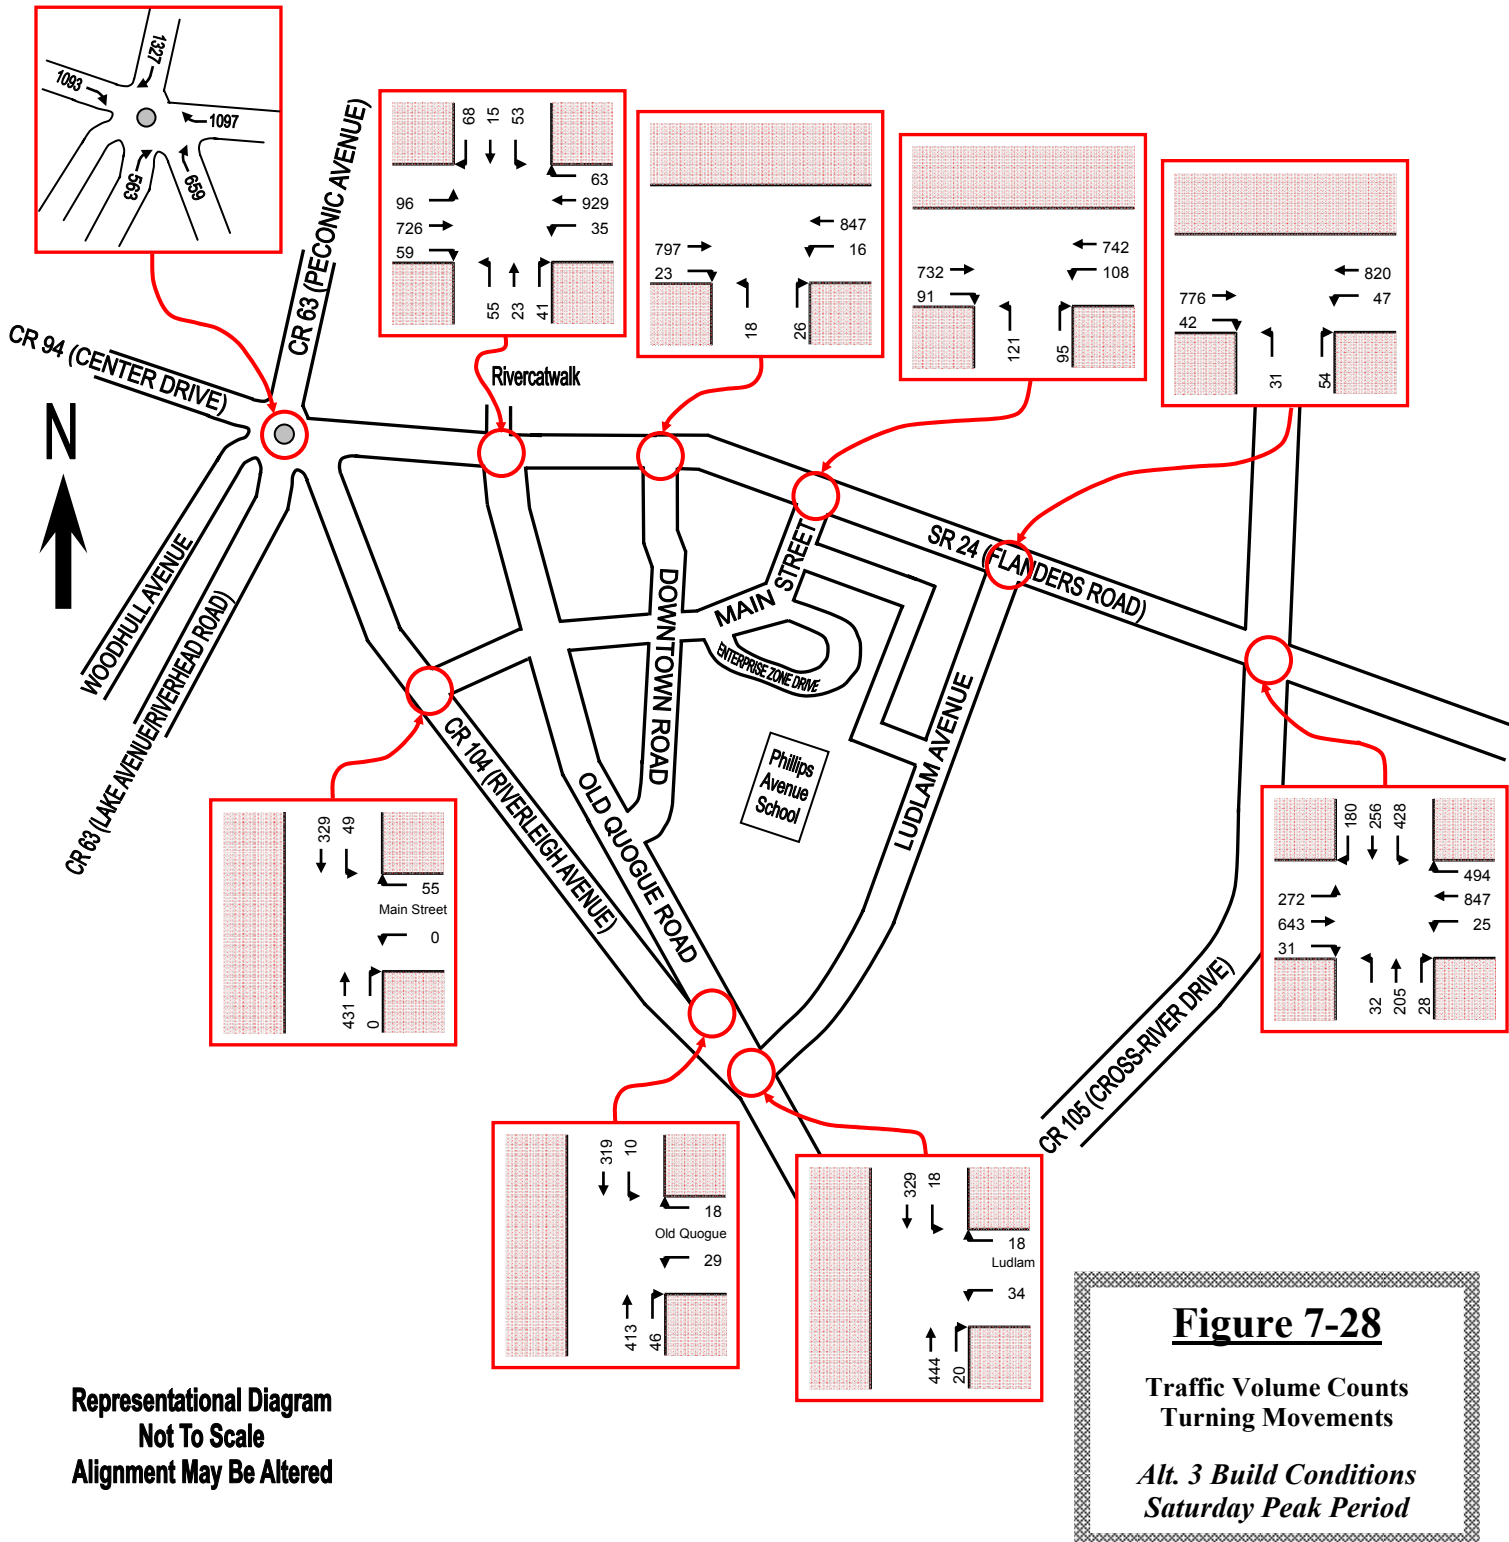 1327
1093
1097
563
659
CR 63 (PECONIC AVENUE)
68 15 53
63
96
929
726
35
59
55 23 41
847
797
16
23
18 26
742
732
108
91
121 95
820
776
47
42
31 54
CR 94 (CENTER DRIVE)
Rivercatwalk
N
SR 24 (FLANDERS ROAD)
WOODHULL AVENUE
CR 63 (LAKE AVENUE/RIVERHEAD ROAD)
DOWNTOWN ROAD
MAIN STREET
ENTERPRISE ZONE DRIVE
LUDLAM AVENUE
CR 104 (RIVERLEIGH AVENUE)
OLD QUOGUE ROAD
Phillips
Avenue
School
CR 105 (CROSS-RIVER DRIVE)
329 49
55
Main Street
0
431 0
180 256 428
494
272
847
643
25
31
32 205 28
319 10
18
Old Quogue
29
413 46
329 18
18
Ludlam
34
444 20
Representational Diagram
Not To Scale
Alignment May Be Altered
Figure 7-28
Traffic Volume Counts
Turning Movements
Alt. 3 Build Conditions
Saturday Peak Period